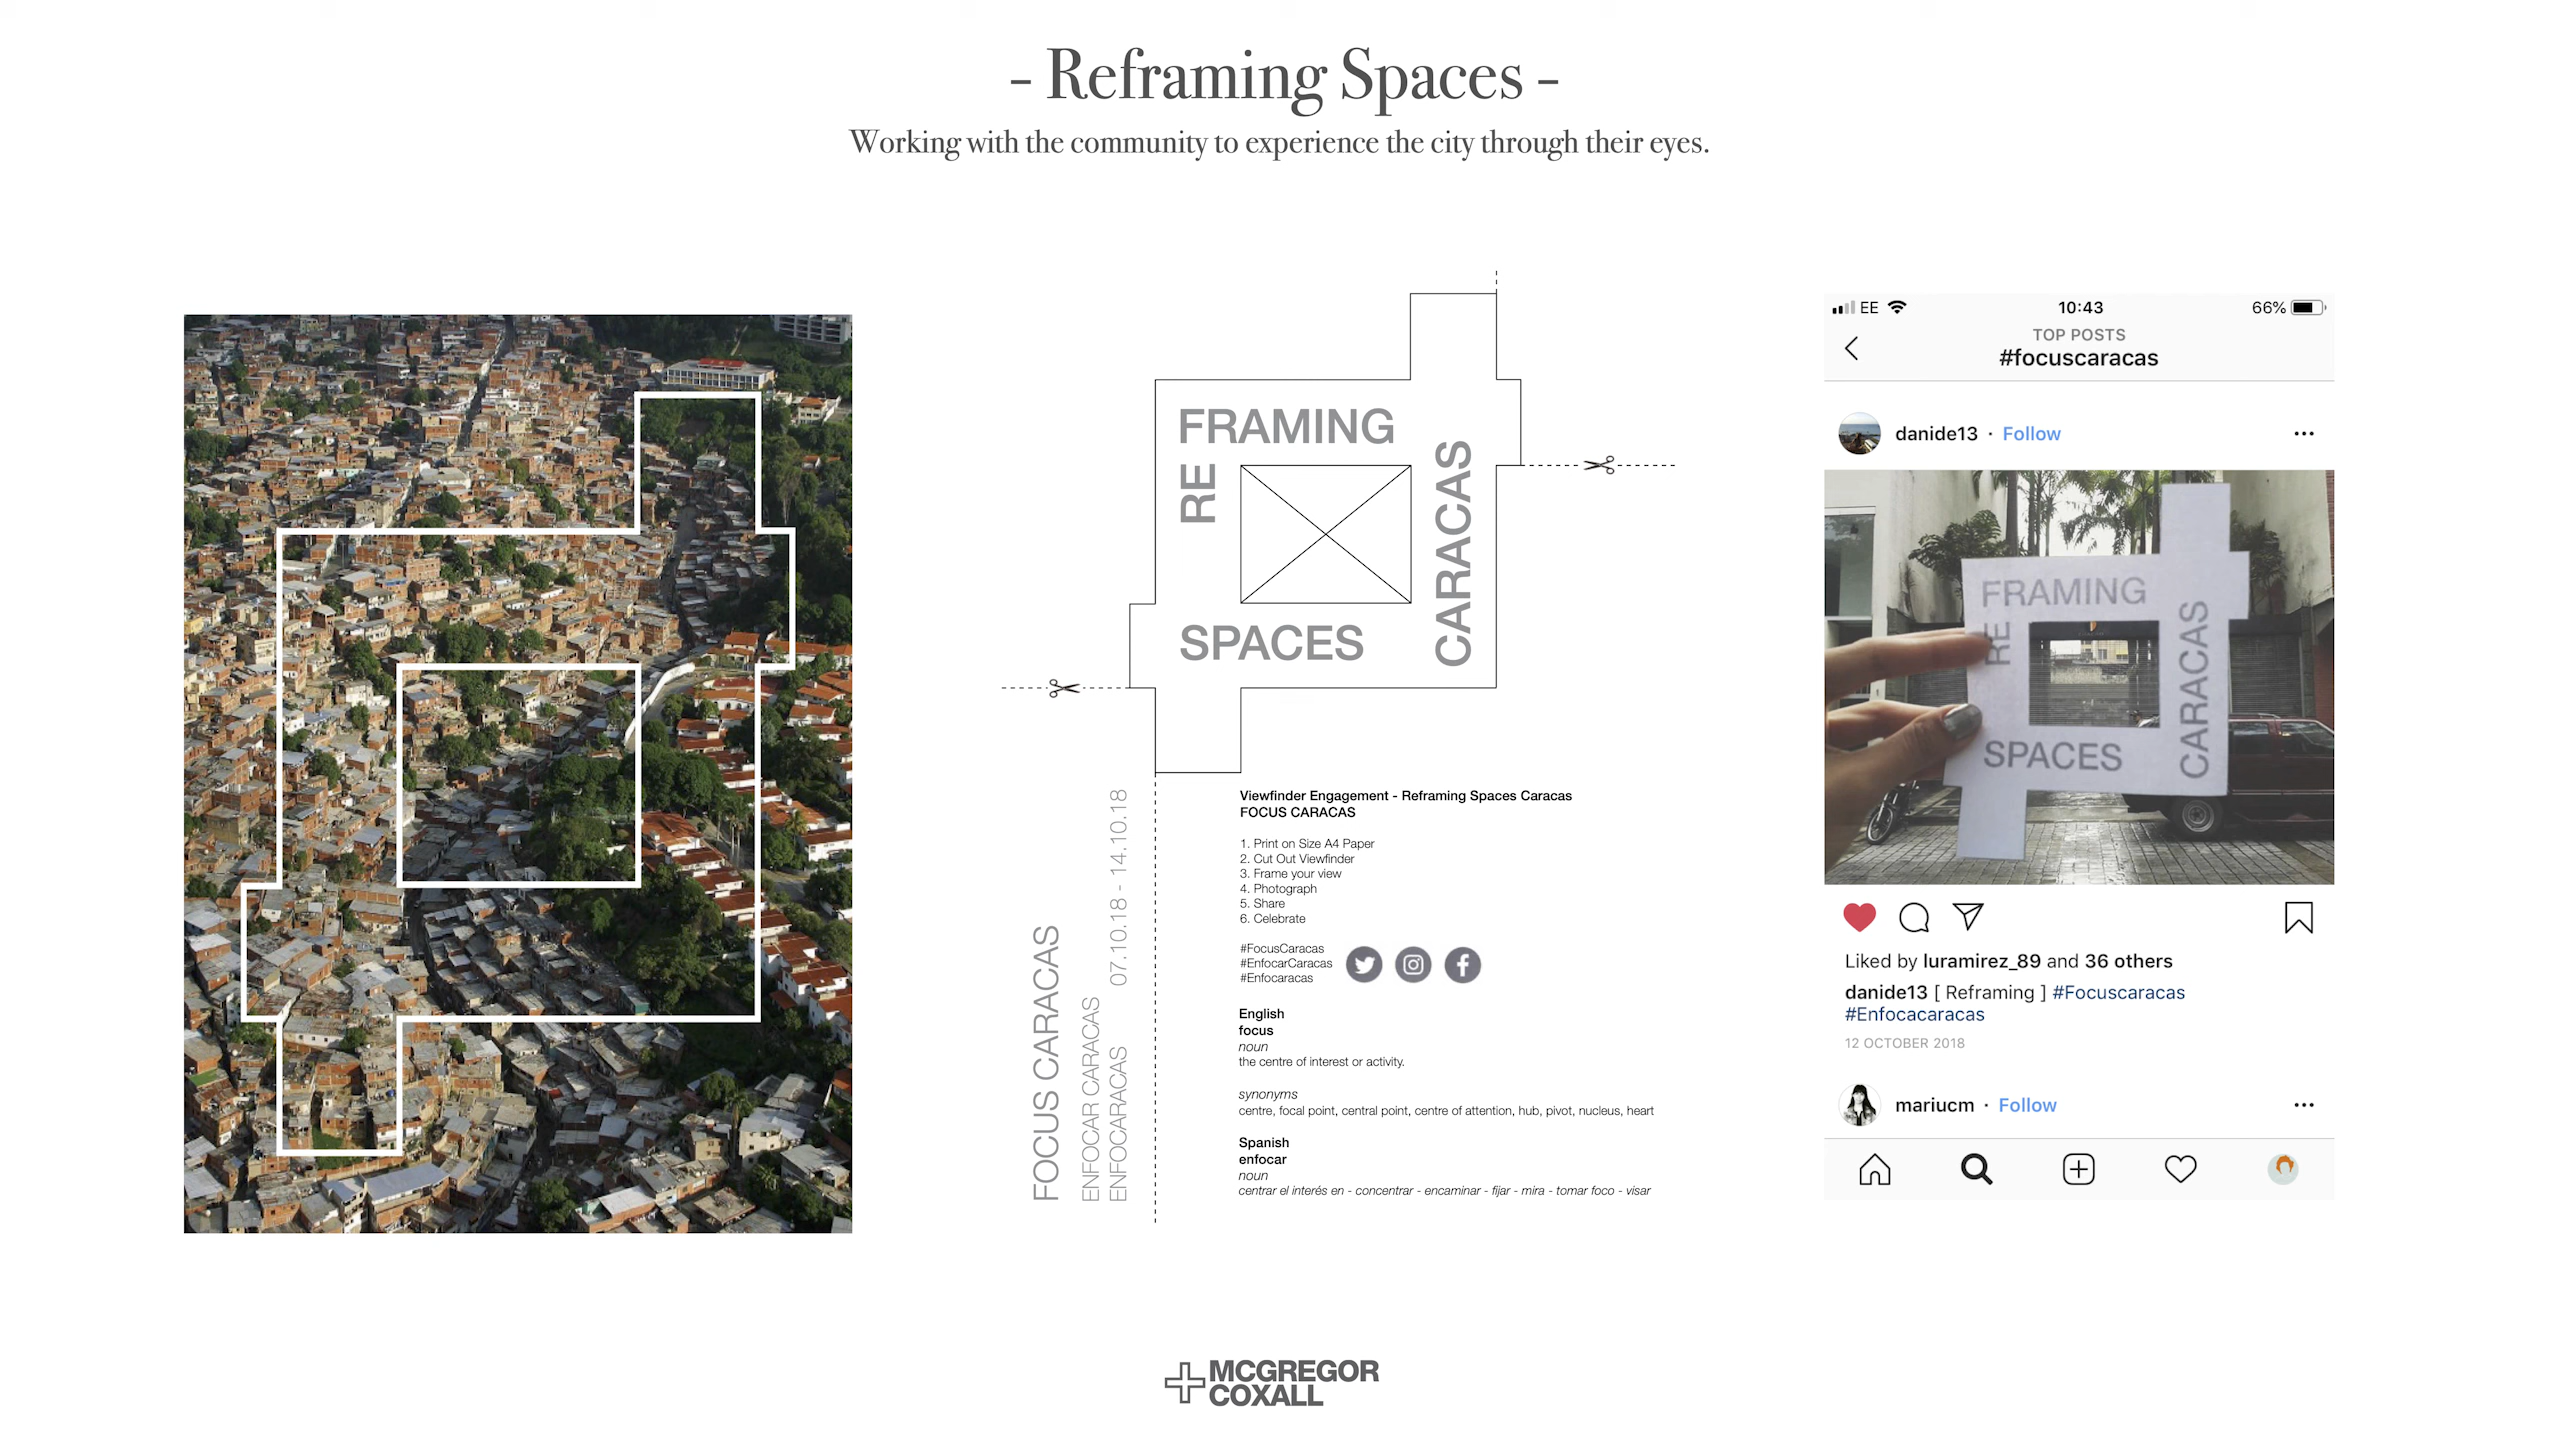 - Reframing Spaces -
Working with the community to experience the city through their eyes.
FRAMING
RE
SPACES
CARACAS
FOCUS CARACAS
ENFOCAR CARACAS
ENFOCARACAS 07.10.18 - 14.10.18
Viewfinder Engagement - Reframing Spaces Caracas
FOCUS CARACAS
1. Print on Size A4 Paper
2. Cut Out Viewfinder
3. Frame your view
4. Photograph
5. Share
6. Celebrate
#FocusCaracas
#EnfocarCaracas
#Enfocaracas
English
focus
noun
the centre of interest or activity.
synonyms
centre, focal point, central point, centre of attention, hub, pivot, nucleus, heart
Spanish
enfocar
noun
centrar el interés en - concentrar - encaminar - fijar - mira - tomar foco - visar
EE 10:43 66%
TOP POSTS
#focuscaracas
danide13 · Follow
FRAMING
RE
SPACES
CARACAS
Liked by luramirez_89 and 36 others
danide13 [ Reframing ] #Focuscaracas
#Enfocacaracas
12 OCTOBER 2018
mariucm · Follow
MCGREGOR
COXALL